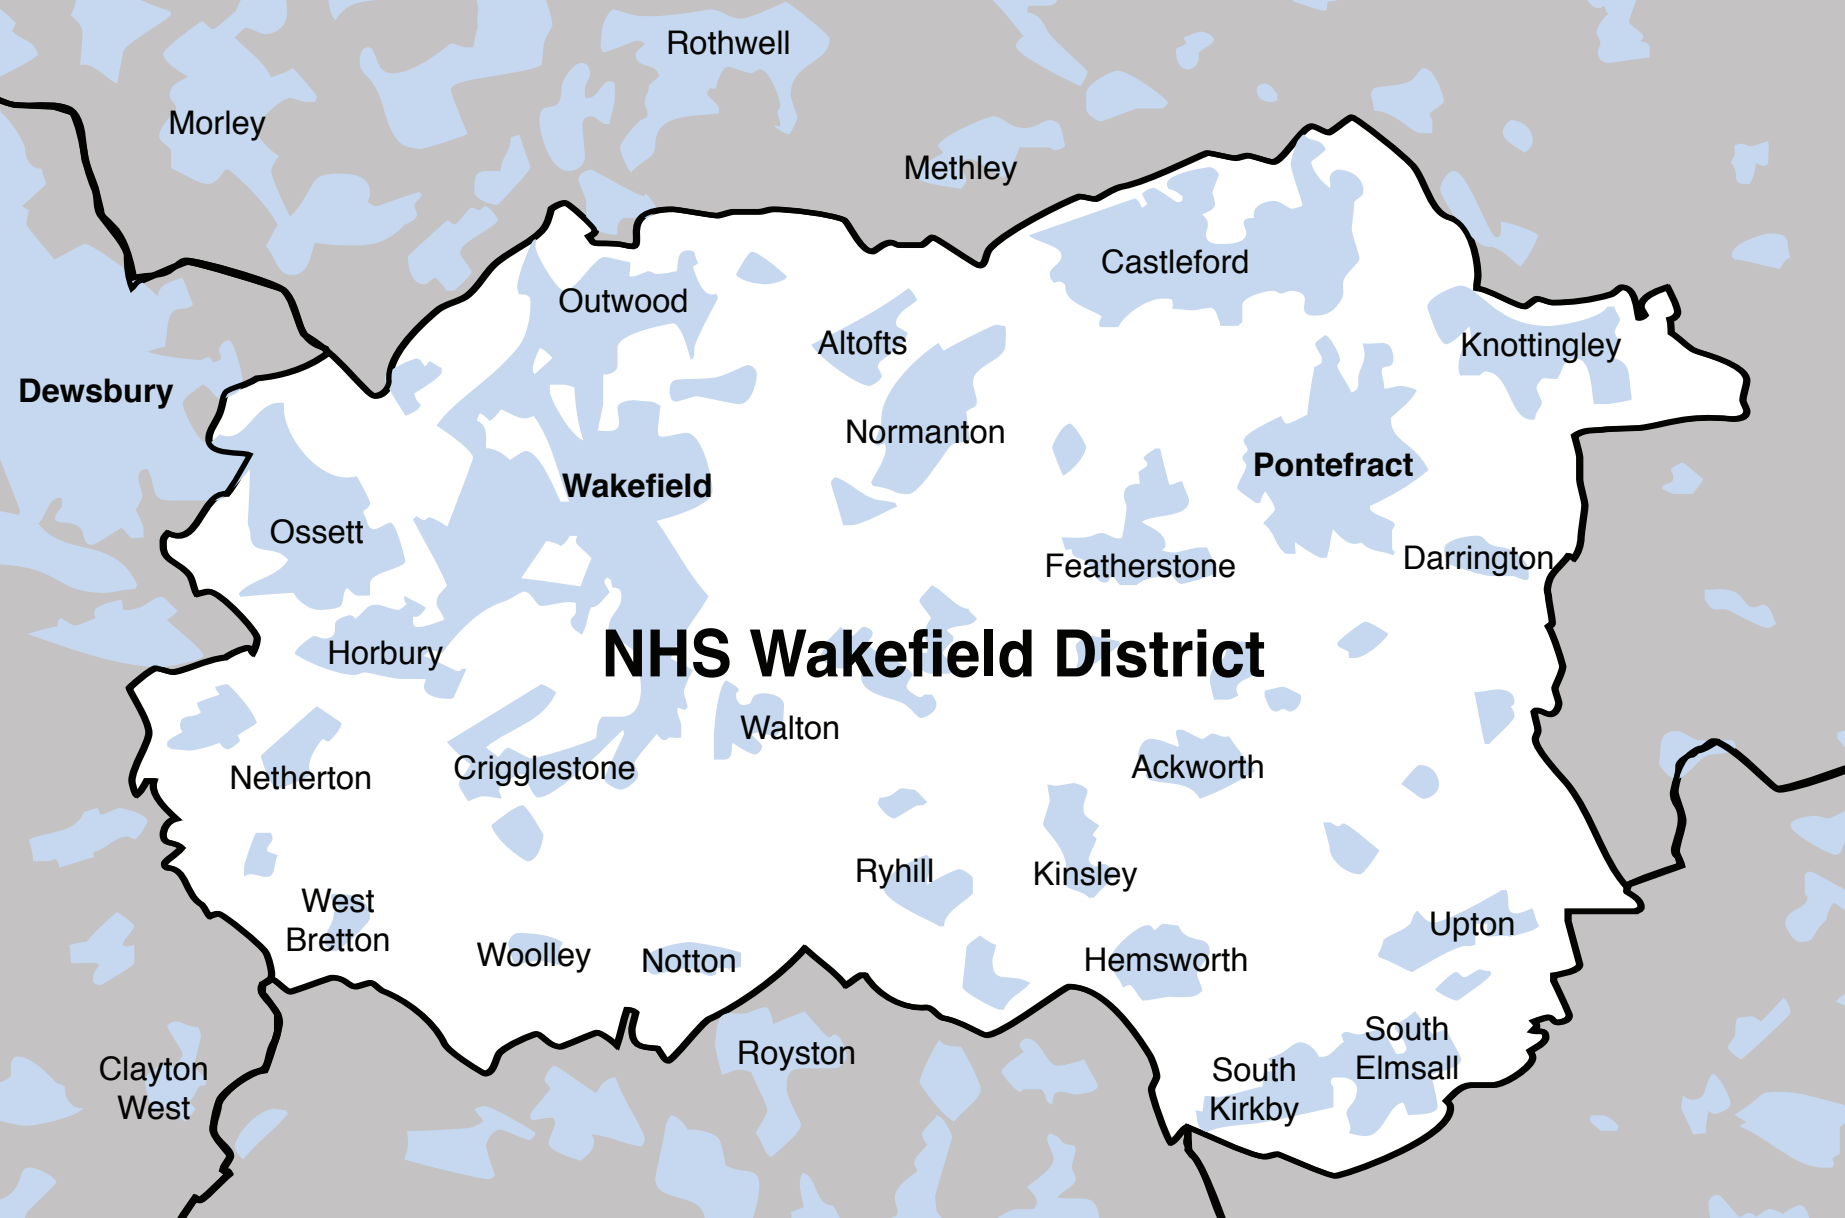 Rothwell
Morley
Methley
Castleford
Outwood
Altofts
Knottingley
Dewsbury
Normanton
Pontefract
Wakefield
Ossett
Featherstone
Darrington
Horbury
NHS Wakefield District
Walton
Netherton
Crigglestone
Ackworth
Ryhill
Kinsley
West
Bretton
Upton
Woolley
Notton
Hemsworth
South
Elmsall
Royston
Clayton
West
South
Kirkby